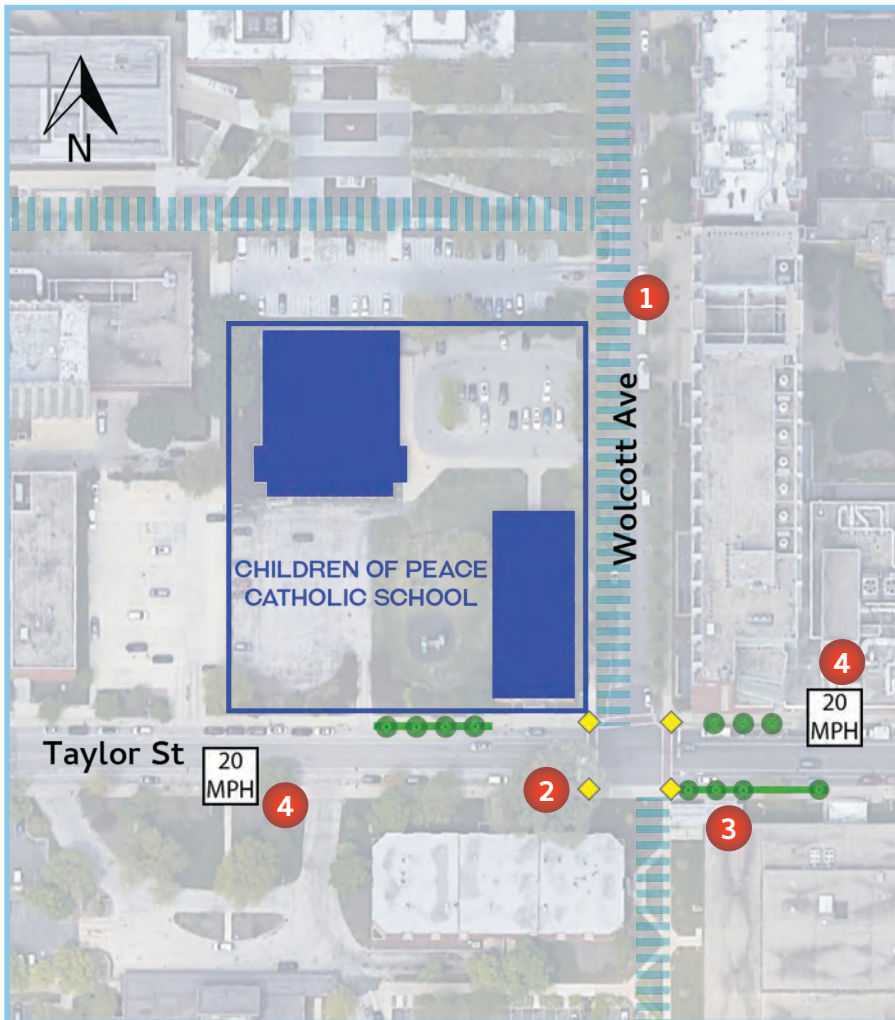 N
1
Wolcott Ave
CHILDREN OF PEACE
CATHOLIC SCHOOL
4
20
MPH
Taylor St
20
MPH
4
2
3